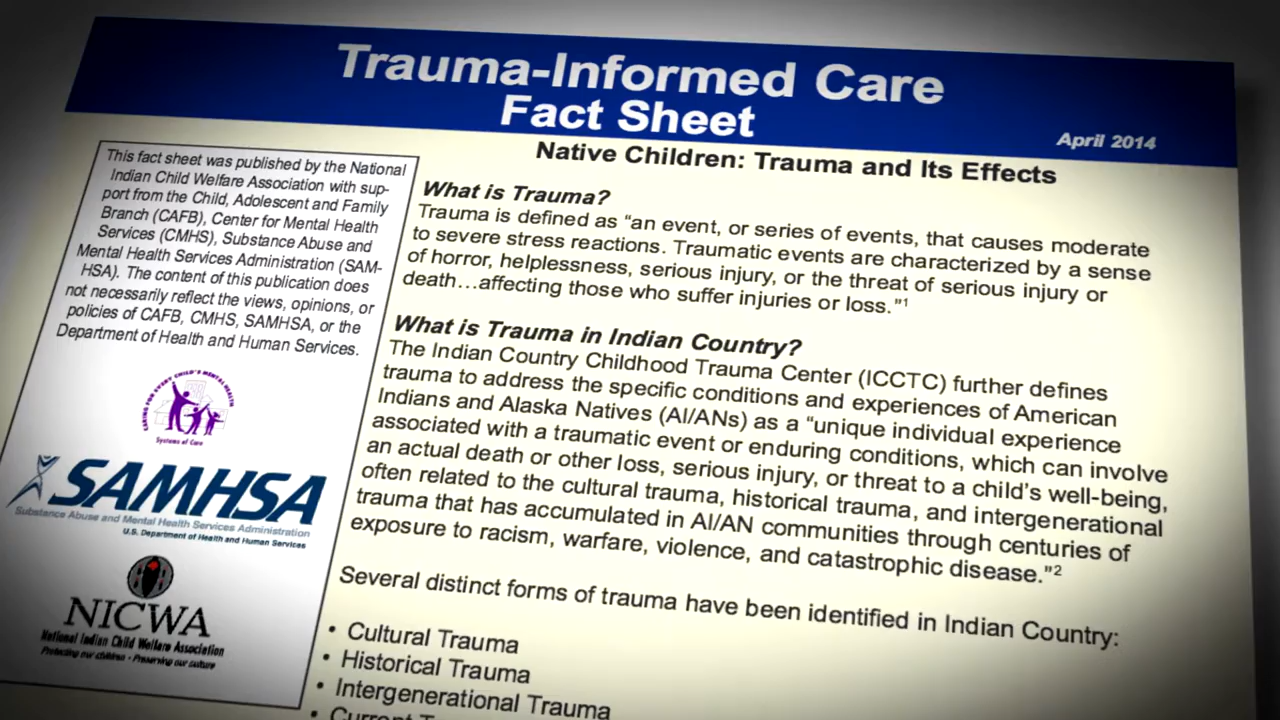 Trauma-Informed Care
Fact Sheet
April 2014
This fact sheet was published by the National
Indian Child Welfare Association with sup-
port from the Child, Adolescent and Family
Branch (CAFB), Center for Mental Health
Services (CMHS), Substance Abuse and
Mental Health Services Administration (SAM-
HSA). The content of this publication does
not necessarily reflect the views, opinions, or
policies of CAFB, CMHS, SAMHSA, or the
Department of Health and Human Services.
CARING FOR EVERY CHILD'S MENTAL HEALTH
Systems of Care
SAMHSA
Substance Abuse and Mental Health Services Administration
U.S. Department of Health and Human Services
NICWA
National Indian Child Welfare Association
Protecting our children • Preserving our culture
Native Children: Trauma and Its Effects
What is Trauma?
Trauma is defined as “an event, or series of events, that causes moderate
to severe stress reactions. Traumatic events are characterized by a sense
of horror, helplessness, serious injury, or the threat of serious injury or
death…affecting those who suffer injuries or loss.”1
What is Trauma in Indian Country?
The Indian Country Childhood Trauma Center (ICCTC) further defines
trauma to address the specific conditions and experiences of American
Indians and Alaska Natives (AI/ANs) as a “unique individual experience
associated with a traumatic event or enduring conditions, which can involve
an actual death or other loss, serious injury, or threat to a child’s well-being,
often related to the cultural trauma, historical trauma, and intergenerational
trauma that has accumulated in AI/AN communities through centuries of
exposure to racism, warfare, violence, and catastrophic disease.”2
Several distinct forms of trauma have been identified in Indian Country:
• Cultural Trauma
• Historical Trauma
• Intergenerational Trauma
• Current